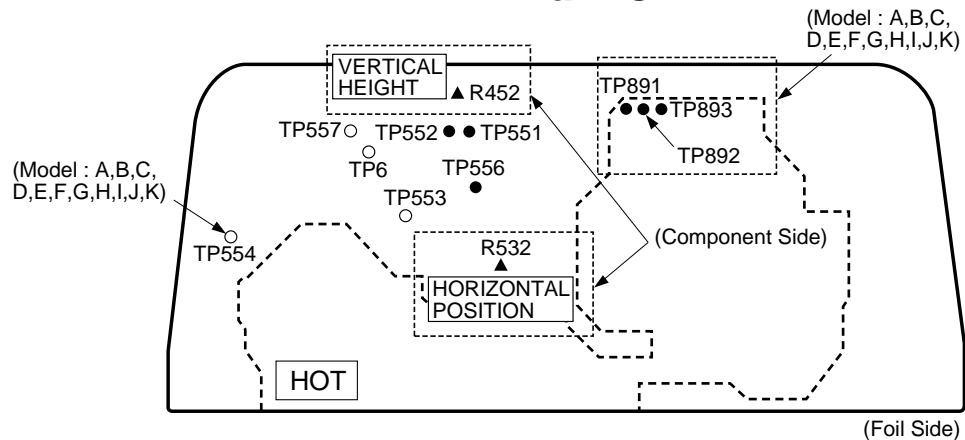 (Model : A,B,C,
D,E,F,G,H,I,J,K)
VERTICAL
HEIGHT
R452
TP891
TP893
TP892
TP557
TP552
TP551
TP6
TP556
(Model : A,B,C,
D,E,F,G,H,I,J,K)
TP553
TP554
R532
(Component Side)
HORIZONTAL
POSITION
HOT
(Foil Side)